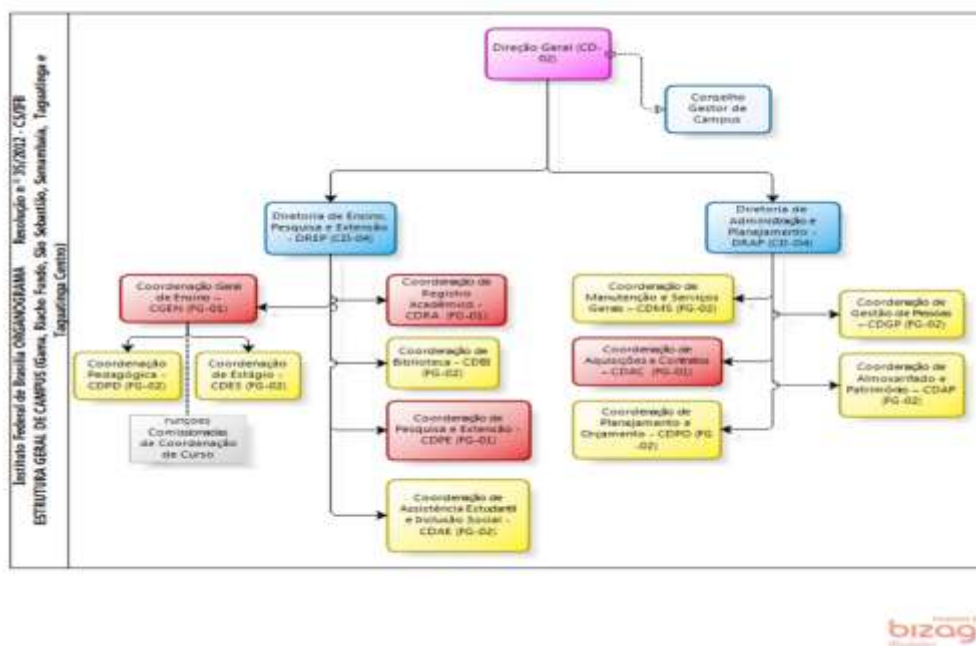 Instituto Federal de Brasília ORGANOGRAMA Resolução n º 35/2012 - CS/IFB
ESTRUTURA GERAL DE CAMPUS (Gama, Riacho Fundo, São Sebastião, Samambaia, Taguatinga e
Taguatinga Centro)
Direção Geral (CD-
02)
Conselho
Gestor de
Campus
Diretoria de Ensino,
Pesquisa e Extensão
- DREP (CD-04)
Diretoria de
Administração e
Planejamento -
DRAP (CD-04)
Coordenação Geral
de Ensino –
CGEN (FG-01)
Coordenação de
Registro
Acadêmico -
CDRA (FG-01)
Coordenação de
Manutenção e Serviços
Gerais – CDMS (FG-02)
Coordenação de
Gestão de Pessoas
– CDGP (FG-02)
Coordenação
Pedagógica – CDPD (FG-02)
Coordenação
de Estágio -
CDES (FG-02)
Coordenação de
Biblioteca – CDBI
(FG-02)
Coordenação de
Aquisições e Contratos
– CDAC (FG-01)
Coordenação de
Almoxarifado e
Patrimônio – CDAP
(FG-02)
Funções
Comissionadas
de Coordenação
de Curso
Coordenação de
Pesquisa e Extensão -
CDPE (FG-01)
Coordenação de
Planejamento e
Orçamento – CDPO (FG
-02)
Coordenação de
Assistência Estudantil
e Inclusão Social -
CDAE (FG-02)
bizag